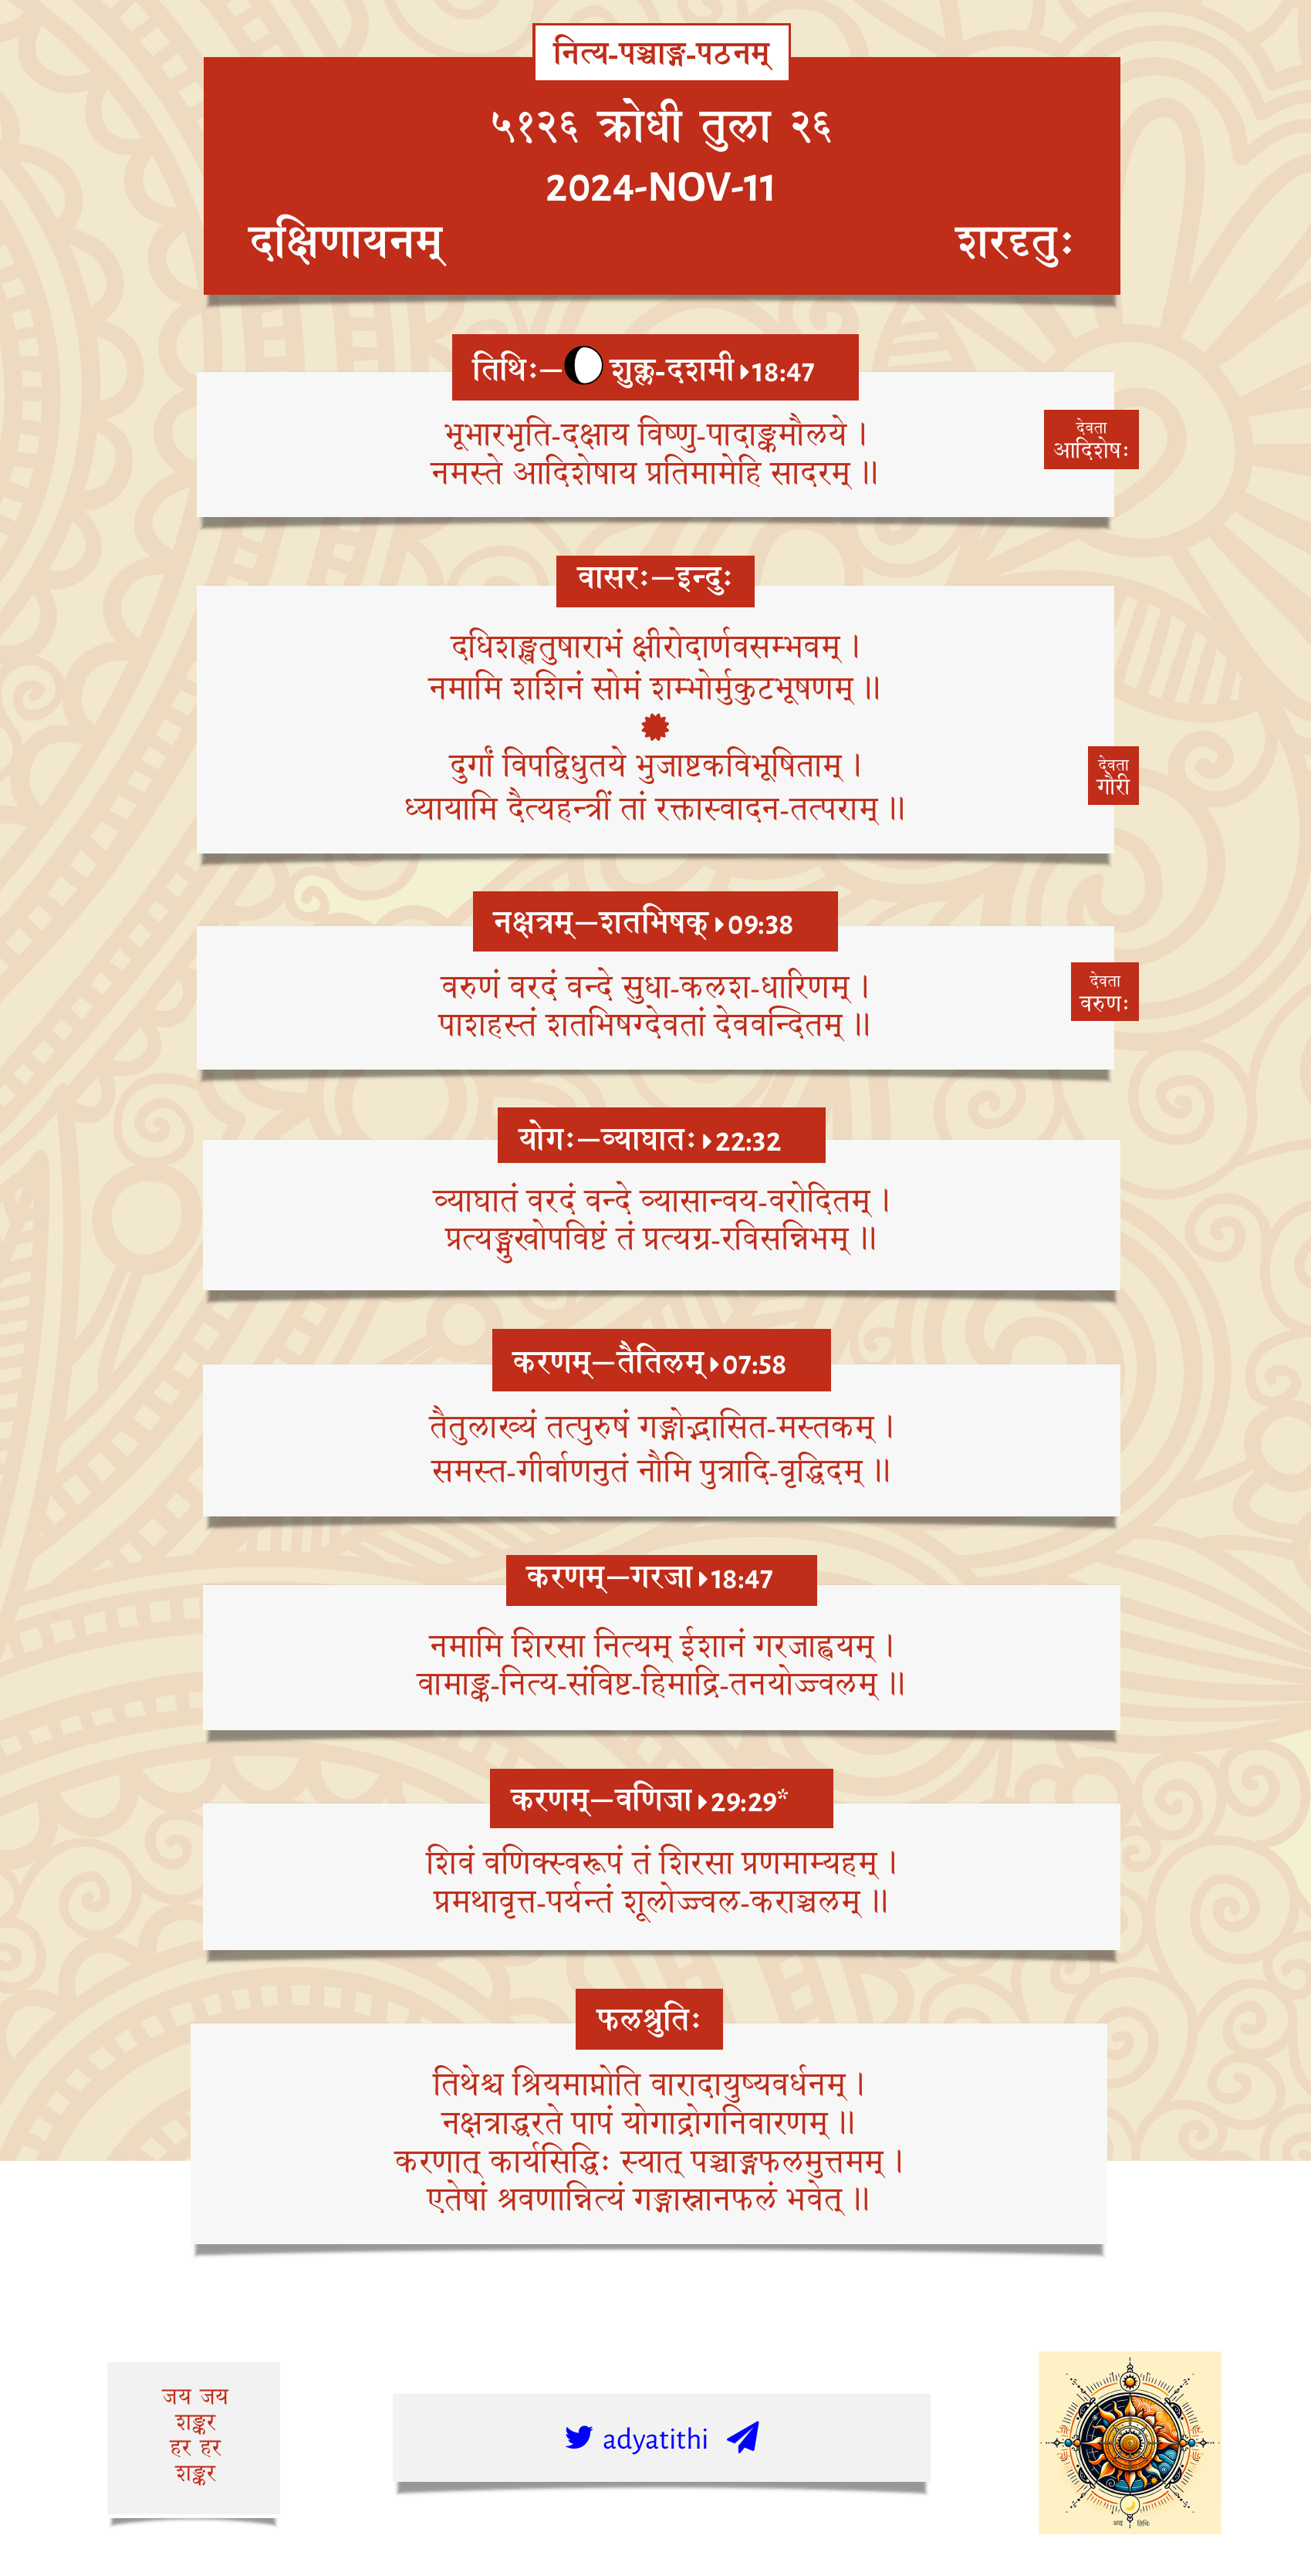 नित्य-पञ्चाङ्ग-पठनम्
५१२६ क्रोधी तुला २६
2024-NOV-11
दक्षिणायनम् शरदृतुः
तिथिः—शुक्ल-दशमी 18:47
भूभारभृति-दक्षाय विष्णु-पादाङ्कमौलये ।
नमस्ते आदिशेषाय प्रतिमामेहि सादरम् ॥
देवता
आदिशेषः
वासरः—इन्दुः
दधिशङ्खतुषाराभं क्षीरोदार्णवसम्भवम् ।
नमामि शशिनं सोमं शम्भोर्मुकुटभूषणम् ॥
दुर्गां विपद्विधुतये भुजाष्टकविभूषिताम् ।
ध्यायामि दैत्यहन्त्रीं तां रक्तास्वादन-तत्पराम् ॥
देवता
गौरी
नक्षत्रम्—शतभिषक् 09:38
वरुणं वरदं वन्दे सुधा-कलश-धारिणम् ।
पाशहस्तं शतभिषग्देवतां देववन्दितम् ॥
देवता
वरुणः
योगः—व्याघातः 22:32
व्याघातं वरदं वन्दे व्यासान्वय-वरोदितम् ।
प्रत्यङ्मुखोपविष्टं तं प्रत्यग्र-रविसन्निभम् ॥
करणम्—तैतिलम् 07:58
तैतुलाख्यं तत्पुरुषं गङ्गोद्भासित-मस्तकम् ।
समस्त-गीर्वाणनुतं नौमि पुत्रादि-वृद्धिदम् ॥
करणम्—गरजा 18:47
नमामि शिरसा नित्यम् ईशानं गरजाह्वयम् ।
वामाङ्क-नित्य-संविष्ट-हिमाद्रि-तनयोज्ज्वलम् ॥
करणम्—वणिजा 29:29*
शिवं वणिक्स्वरूपं तं शिरसा प्रणमाम्यहम् ।
प्रमथावृत्त-पर्यन्तं शूलोज्ज्वल-कराञ्चलम् ॥
फलश्रुतिः
तिथेश्च श्रियमाप्नोति वारादायुष्यवर्धनम् ।
नक्षत्राद्धरते पापं योगाद्रोगनिवारणम् ॥
करणात् कार्यसिद्धिः स्यात् पञ्चाङ्गफलमुत्तमम् ।
एतेषां श्रवणान्नित्यं गङ्गास्नानफलं भवेत् ॥
जय जय
शङ्कर
हर हर
शङ्कर
adyatithi
अद्य तिथिः